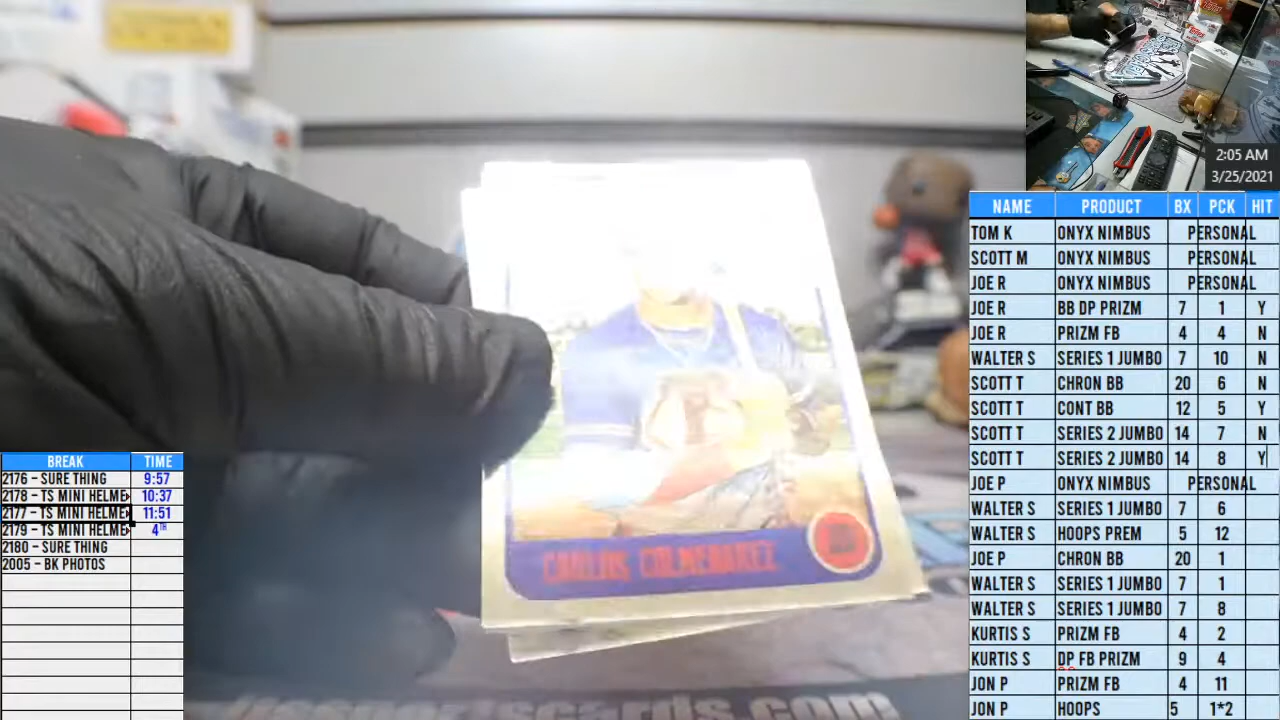 2:05 AM
3/25/2021
NAME PRODUCT BX PCK HIT
TOM K ONYX NIMBUS PERSONAL
SCOTT M ONYX NIMBUS PERSONAL
JOE R ONYX NIMBUS PERSONAL
JOE R BB DP PRIZM 7 1 Y
JOE R PRIZM FB 4 4 N
WALTER S SERIES 1 JUMBO 7 10 N
SCOTT T CHRON BB 20 6 N
SCOTT T CONT BB 12 5 Y
SCOTT T SERIES 2 JUMBO 14 7 N
SCOTT T SERIES 2 JUMBO 14 8 Y
JOE P ONYX NIMBUS PERSONAL
WALTER S SERIES 1 JUMBO 7 6
WALTER S HOOPS PREM 5 12
JOE P CHRON BB 20 1
WALTER S SERIES 1 JUMBO 7 1
WALTER S SERIES 1 JUMBO 7 8
KURTIS S PRIZM FB 4 2
KURTIS S DP FB PRIZM 9 4
JON P PRIZM FB 4 11
JON P HOOPS 5 1*2
BREAK TIME
2176 - SURE THING 9:57
2178 - TS MINI HELME 10:37
2177 - TS MINI HELME 11:51
2179 - TS MINI HELME 4TH
2180 - SURE THING
2005 - BK PHOTOS
CARLOS COLMENAREZ